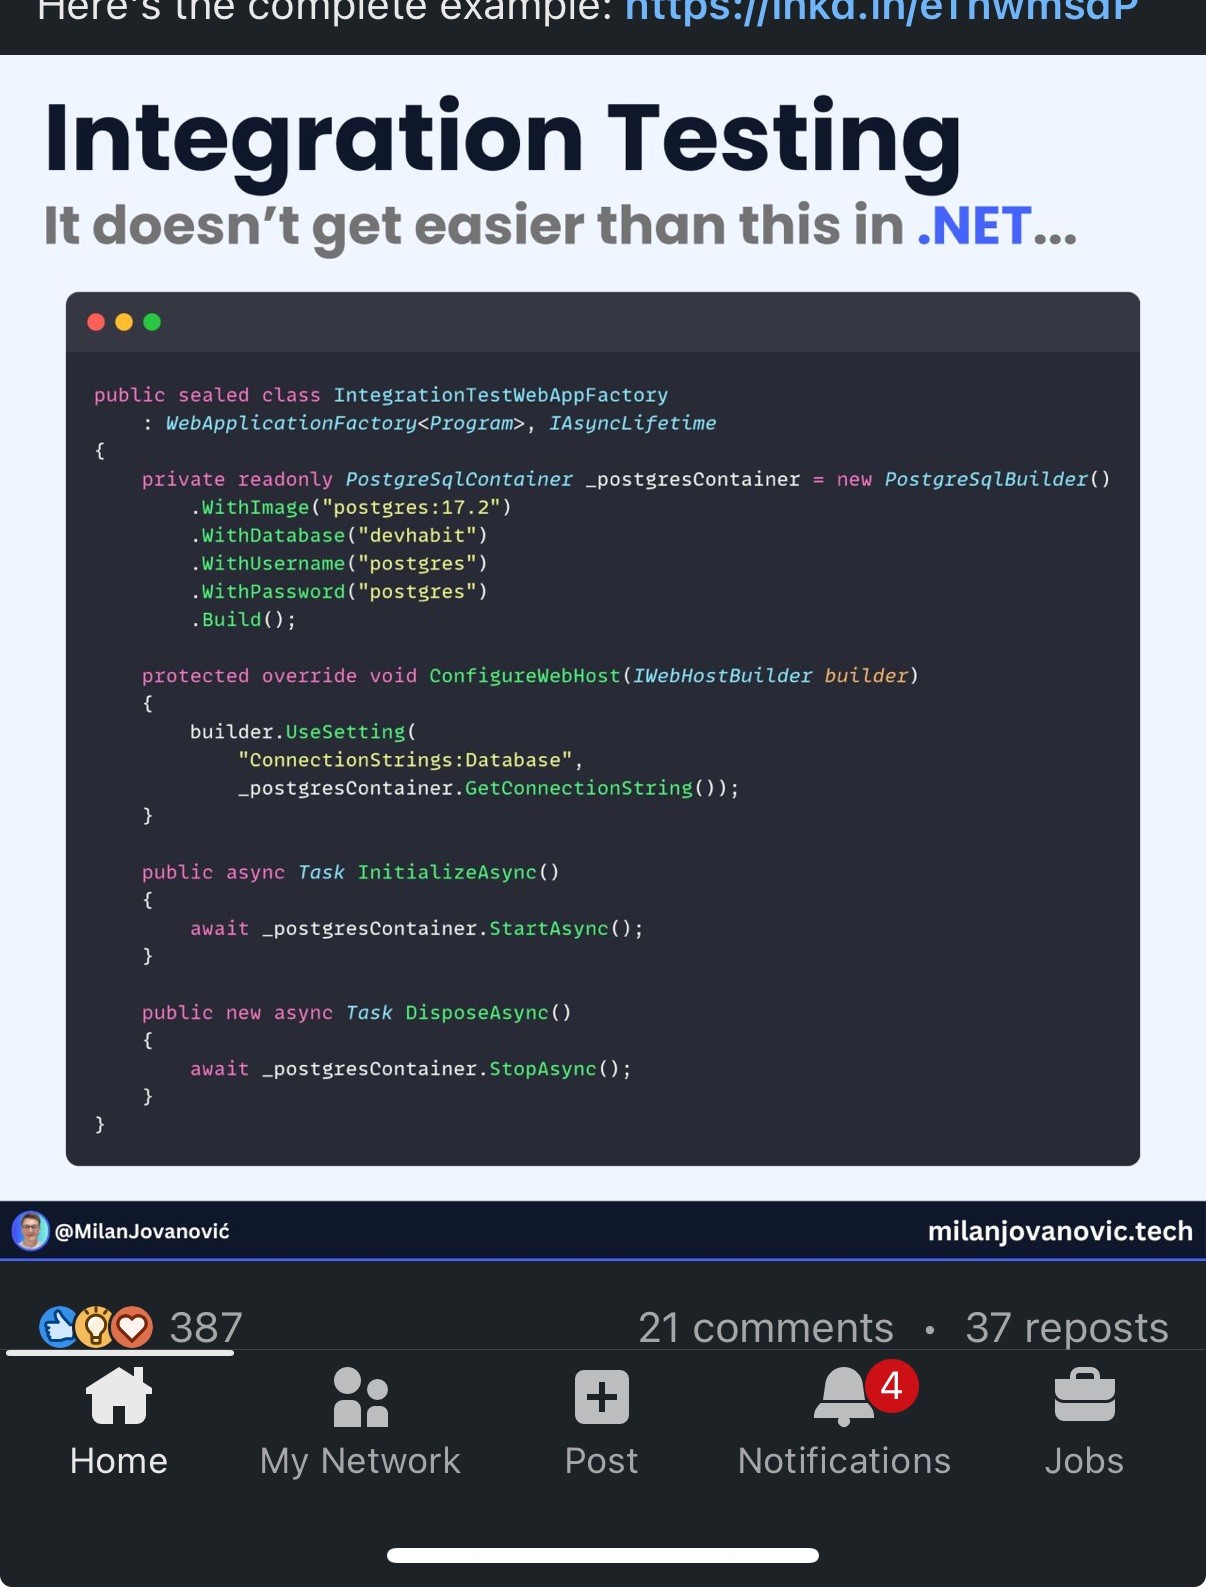 Here's the complete example: https://lnkd.in/eThwmsdP
Integration Testing
It doesn’t get easier than this in .NET...
public sealed class IntegrationTestWebAppFactory
    : WebApplicationFactory<Program>, IAsyncLifetime
{
    private readonly PostgreSqlContainer _postgresContainer = new PostgreSqlBuilder()
        .WithImage("postgres:17.2")
        .WithDatabase("devhabit")
        .WithUsername("postgres")
        .WithPassword("postgres")
        .Build();
    protected override void ConfigureWebHost(IWebHostBuilder builder)
    {
        builder.UseSetting(
            "ConnectionStrings:Database",
            _postgresContainer.GetConnectionString());
    }
    public async Task InitializeAsync()
    {
        await _postgresContainer.StartAsync();
    }
    public new async Task DisposeAsync()
    {
        await _postgresContainer.StopAsync();
    }
}
@MilanJovanović
milanjovanovic.tech
387
21 comments • 37 reposts
4
Home
My Network
Post
Notifications
Jobs